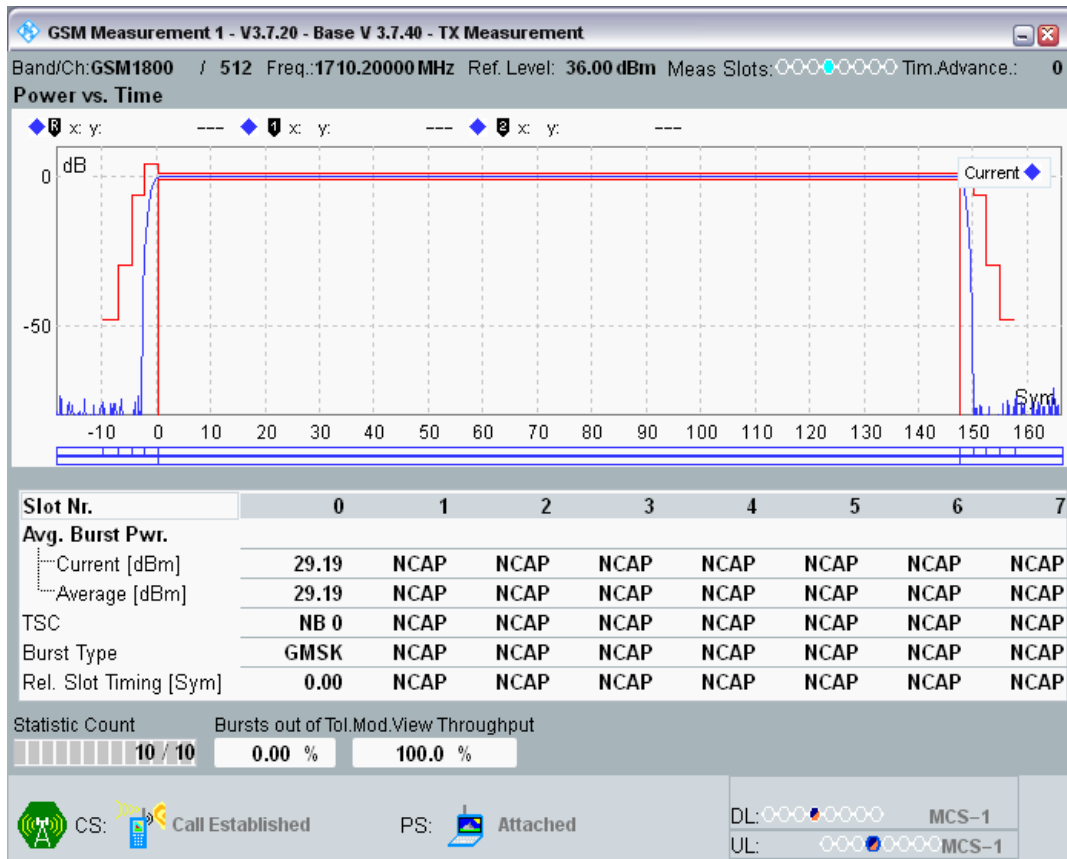 GSM Measurement 1 - V3.7.20 - Base V 3.7.40 - TX Measurement
Band/Ch:GSM1800 / 512 Freq.:1710.20000 MHz Ref. Level: 36.00 dBm Meas Slots: Tim.Advance.: 0
Power vs. Time
R x: y: --- 1 x: y: --- 2 x: y: ---
dB
Current
0
-50
Sym
-10 0 10 20 30 40 50 60 70 80 90 100 110 120 130 140 150 160
Slot Nr. 0 1 2 3 4 5 6 7
Avg. Burst Pwr.
Current [dBm] 29.19 NCAP NCAP NCAP NCAP NCAP NCAP NCAP
Average [dBm] 29.19 NCAP NCAP NCAP NCAP NCAP NCAP NCAP
TSC NB 0 NCAP NCAP NCAP NCAP NCAP NCAP NCAP
Burst Type GMSK NCAP NCAP NCAP NCAP NCAP NCAP NCAP
Rel. Slot Timing [Sym] 0.00 NCAP NCAP NCAP NCAP NCAP NCAP NCAP
Statistic Count Bursts out of Tol. Mod.View Throughput
10 / 10 0.00 % 100.0 %
CS: Call Established PS: Attached DL: MCS-1
UL: MCS-1